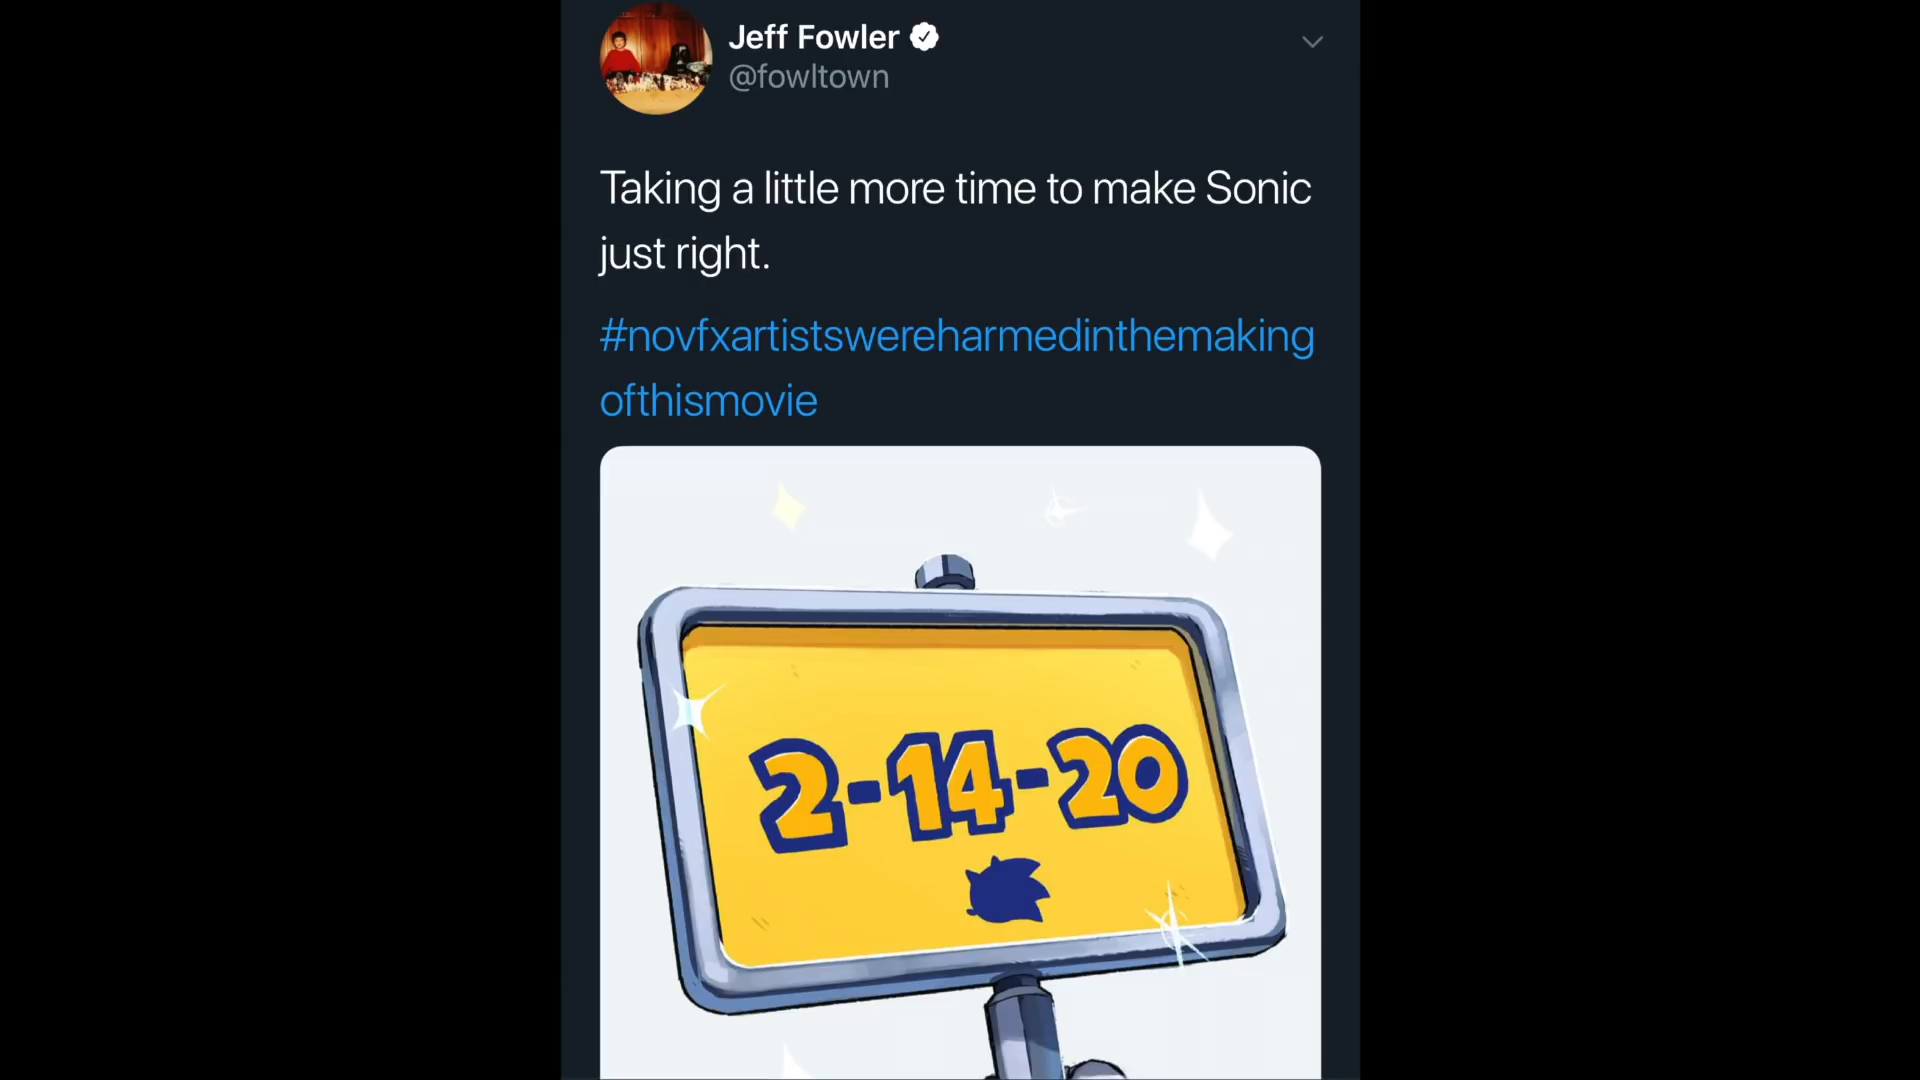 Jeff Fowler
@fowltown
Taking a little more time to make Sonic
just right.
#novfxartistswereharmedinthemaking
ofthismovie
2-14-20